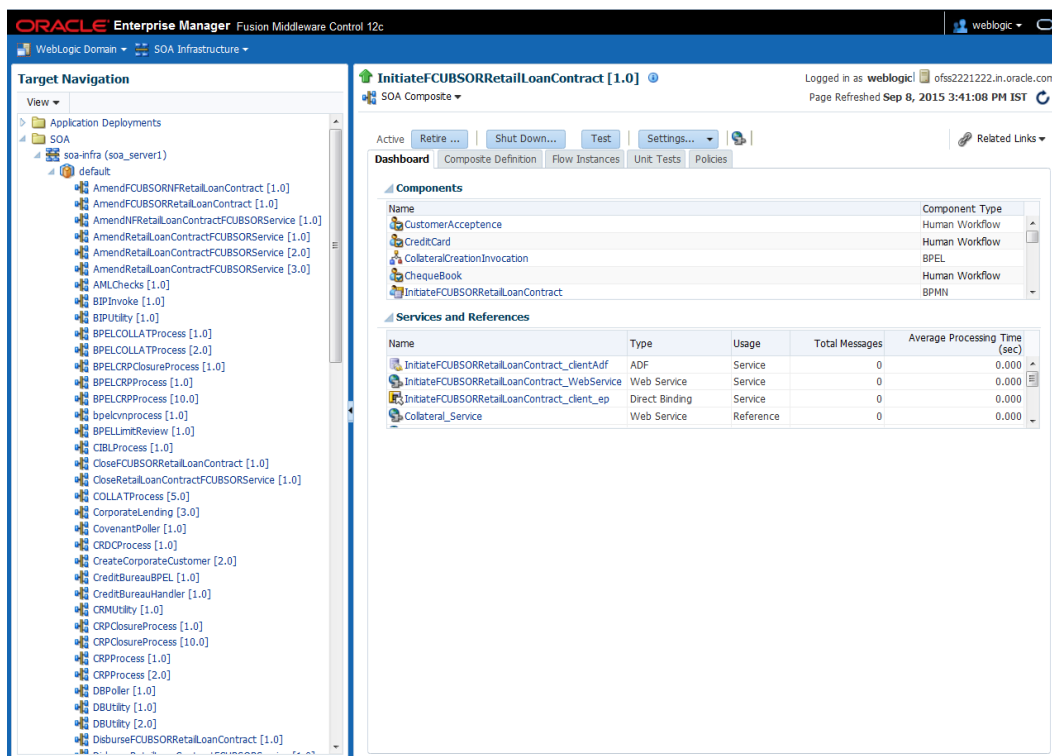 ORACLE Enterprise Manager Fusion Middleware Control 12c
weblogic
WebLogic Domain SOA Infrastructure
Target Navigation
View
Application Deployments
SOA
soa-infra (soa_server1)
default
AmendFCUBSORNFRetailLoanContract [1.0]
AmendFCUBSORRetailLoanContract [1.0]
AmendNFRetailLoanContractFCUBSORService [1.0]
AmendRetailLoanContractFCUBSORService [1.0]
AmendRetailLoanContractFCUBSORService [2.0]
AmendRetailLoanContractFCUBSORService [3.0]
AMLChecks [1.0]
BIPInvoke [1.0]
BIPUtility [1.0]
BPELCOLLATProcess [1.0]
BPELCOLLATProcess [2.0]
BPELCRPClosureProcess [1.0]
BPELCRPProcess [1.0]
BPELCRPProcess [10.0]
bpelcvnprocess [1.0]
BPELLimitReview [1.0]
CIBLProcess [1.0]
CloseFCUBSORRetailLoanContract [1.0]
CloseRetailLoanContractFCUBSORService [1.0]
COLLATProcess [5.0]
CorporateLending [3.0]
CovenantPoller [1.0]
CRDCProcess [1.0]
CreateCorporateCustomer [2.0]
CreditBureauBPEL [1.0]
CreditBureauHandler [1.0]
CRMUtility [1.0]
CRPClosureProcess [1.0]
CRPClosureProcess [10.0]
CRPProcess [1.0]
CRPProcess [2.0]
DBPoller [1.0]
DBUtility [1.0]
DBUtility [2.0]
DisburseFCUBSORRetailLoanContract [1.0]
InitiateFCUBSORRetailLoanContract [1.0]
Logged in as weblogic ofss2221222.in.oracle.com
SOA Composite
Page Refreshed Sep 8, 2015 3:41:08 PM IST
Active Retire ... Shut Down... Test Settings... Related Links
Dashboard Composite Definition Flow Instances Unit Tests Policies
Components
Name Component Type
CustomerAcceptence Human Workflow
CreditCard Human Workflow
CollateralCreationInvocation BPEL
ChequeBook Human Workflow
InitiateFCUBSORRetailLoanContract BPMN
Services and References
Name Type Usage Total Messages Average Processing Time (sec)
InitiateFCUBSORRetailLoanContract_clientAdf ADF Service 0 0.000
InitiateFCUBSORRetailLoanContract_WebService Web Service Service 0 0.000
InitiateFCUBSORRetailLoanContract_client_ep Direct Binding Service 0 0.000
Collateral_Service Web Service Reference 0 0.000